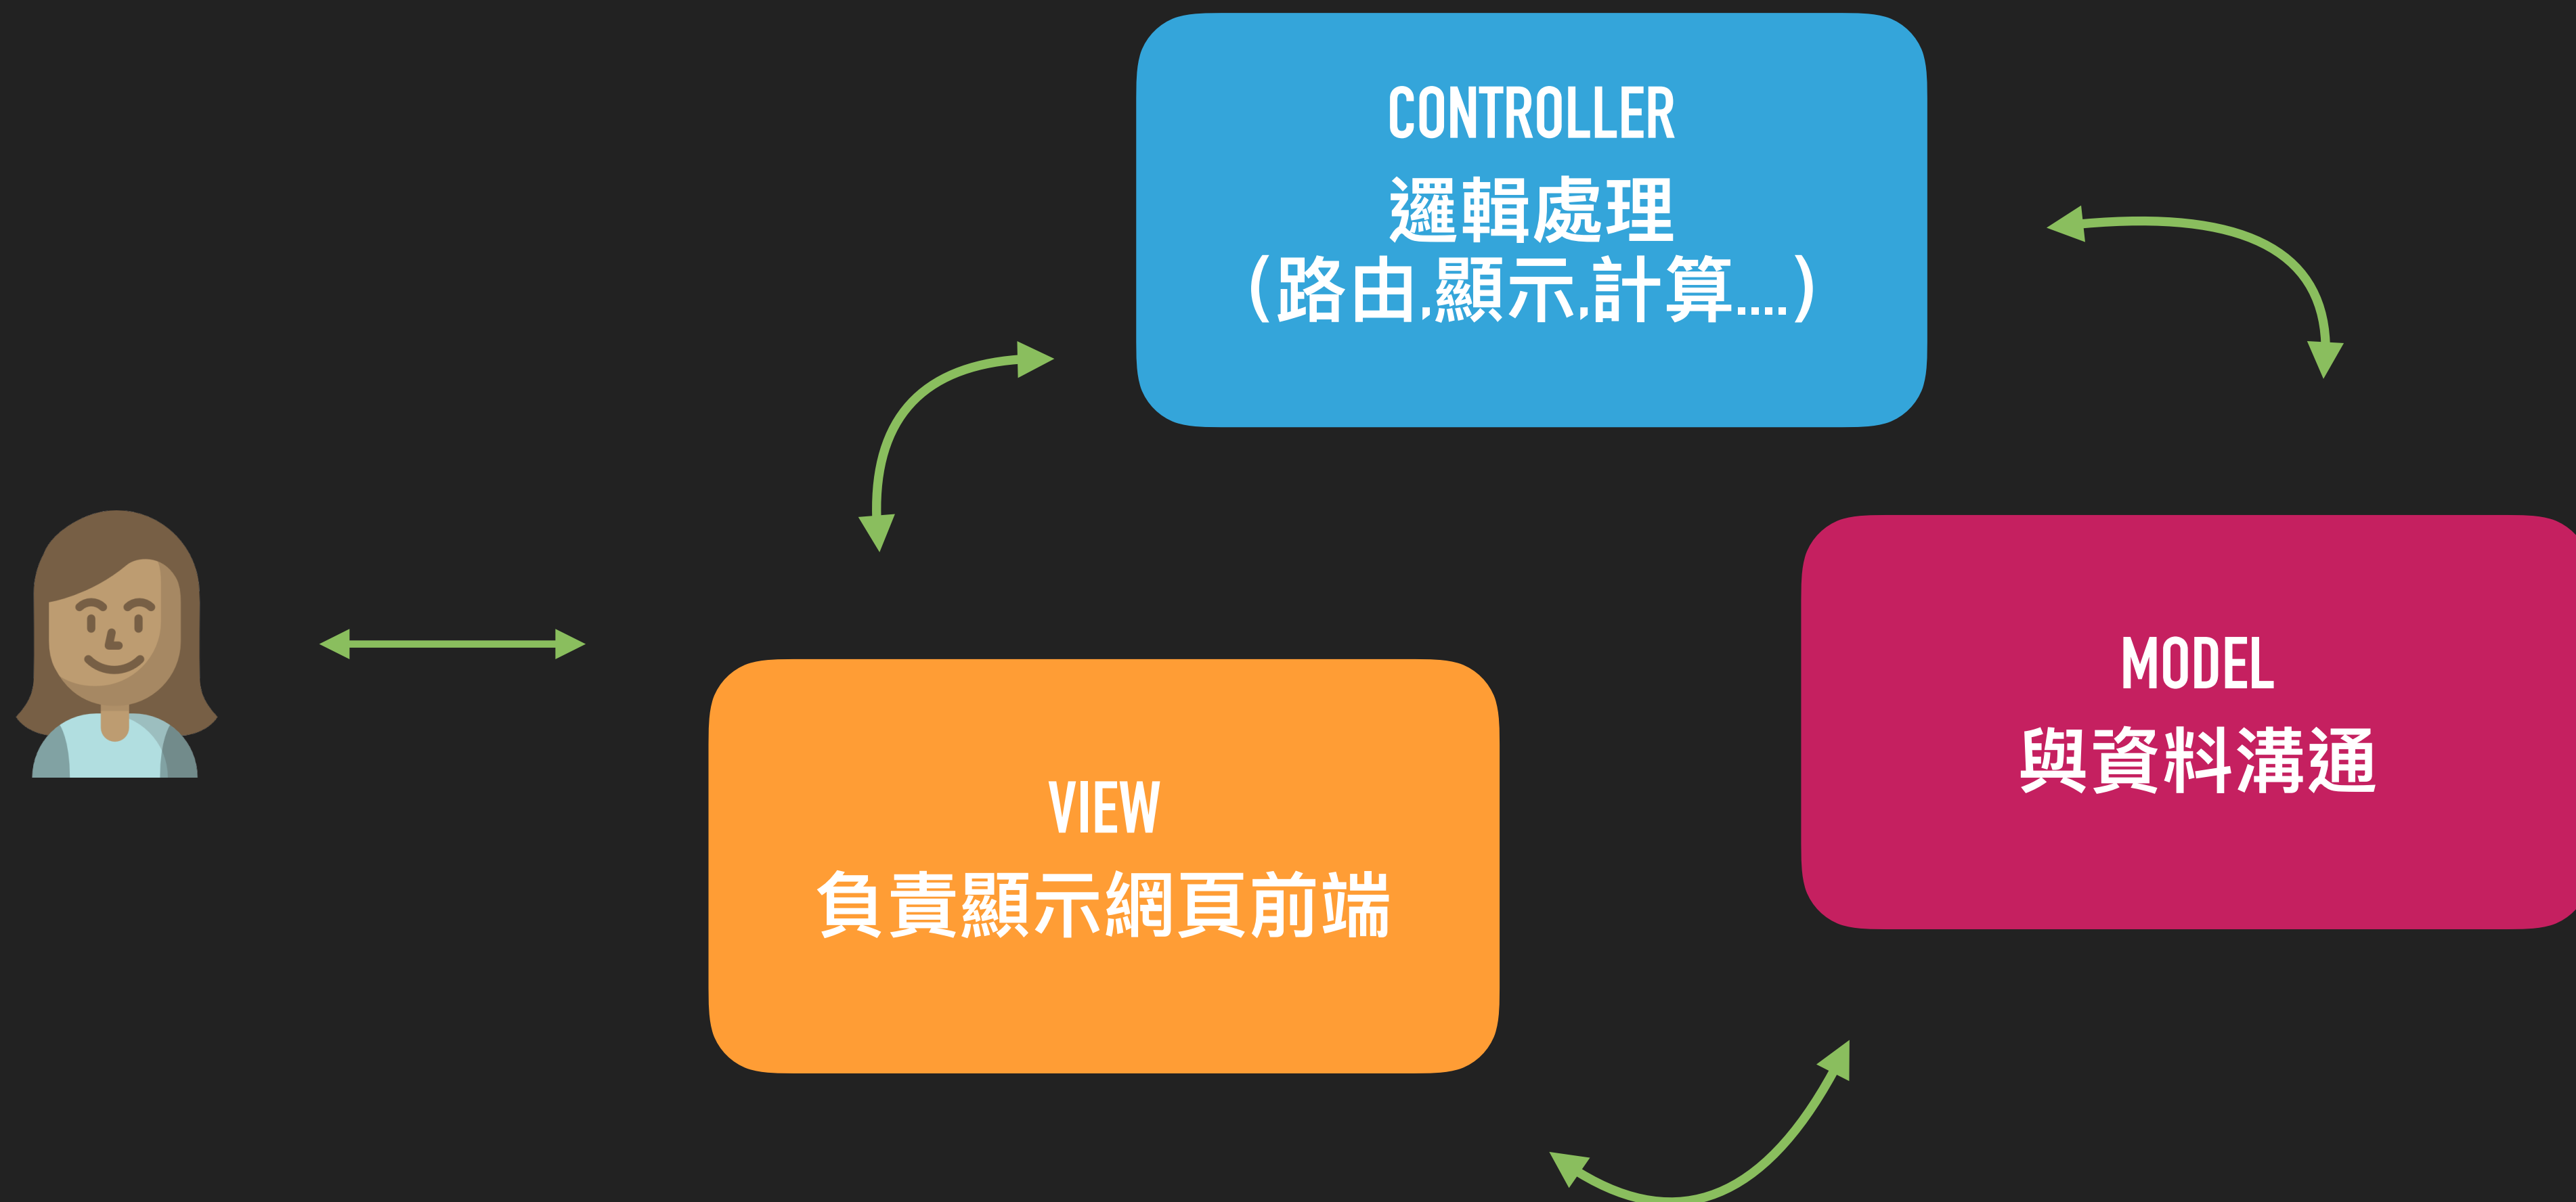 CONTROLLER
邏輯處理
(路由,顯示,計算....)
MODEL
與資料溝通
VIEW
負責顯示網頁前端